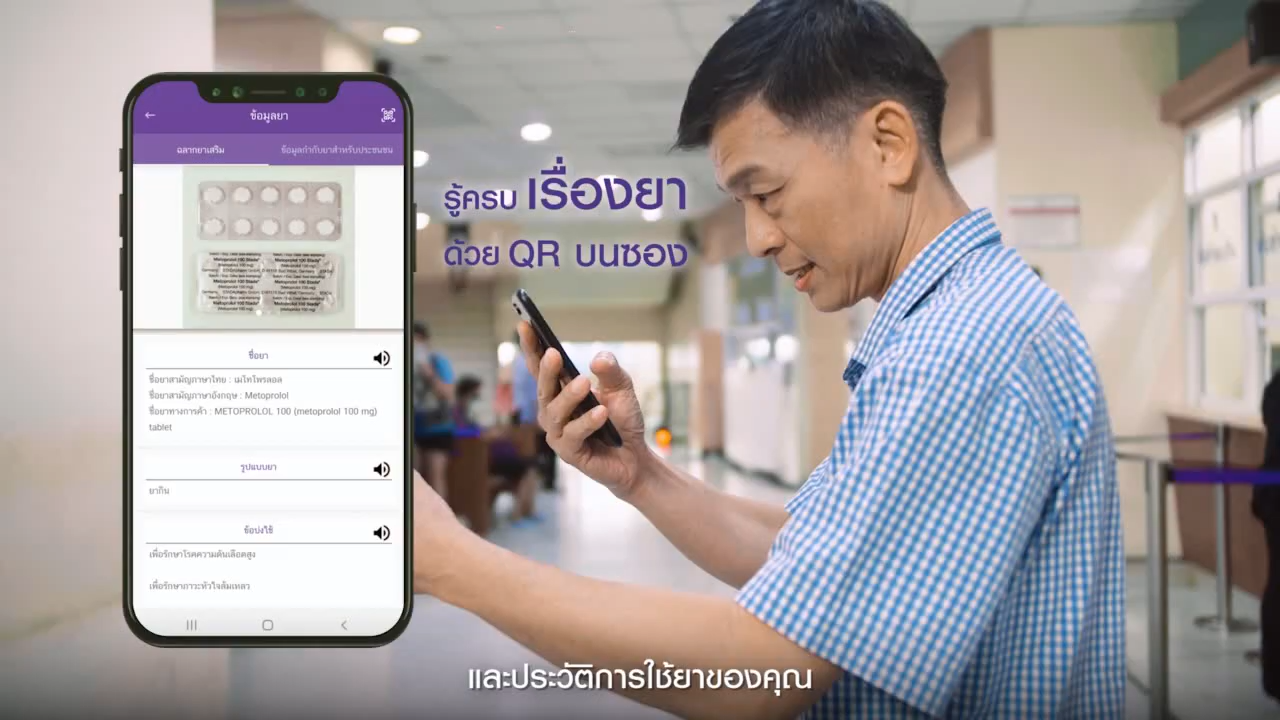 ข้อมูลยา
ฉลากยาเสริม
ข้อมูลกำกับยาสำหรับประชนชน
Metoprolol 100 Stada®
(Metoprolol 100 mg)
ชื่อยา
ชื่อยาสามัญภาษาไทย : เมโทโพรลอล
ชื่อยาสามัญภาษาอังกฤษ : Metoprolol
ชื่อยาทางการค้า : METOPROLOL 100 (metoprolol 100 mg)
tablet
รูปแบบยา
ยากิน
ข้อบ่งใช้
เพื่อรักษาโรคความดันเลือดสูง
เพื่อรักษาภาวะหัวใจล้มเหลว
รู้ครบ เรื่องยา
ด้วย QR บนซอง
และประวัติการใช้ยาของคุณ